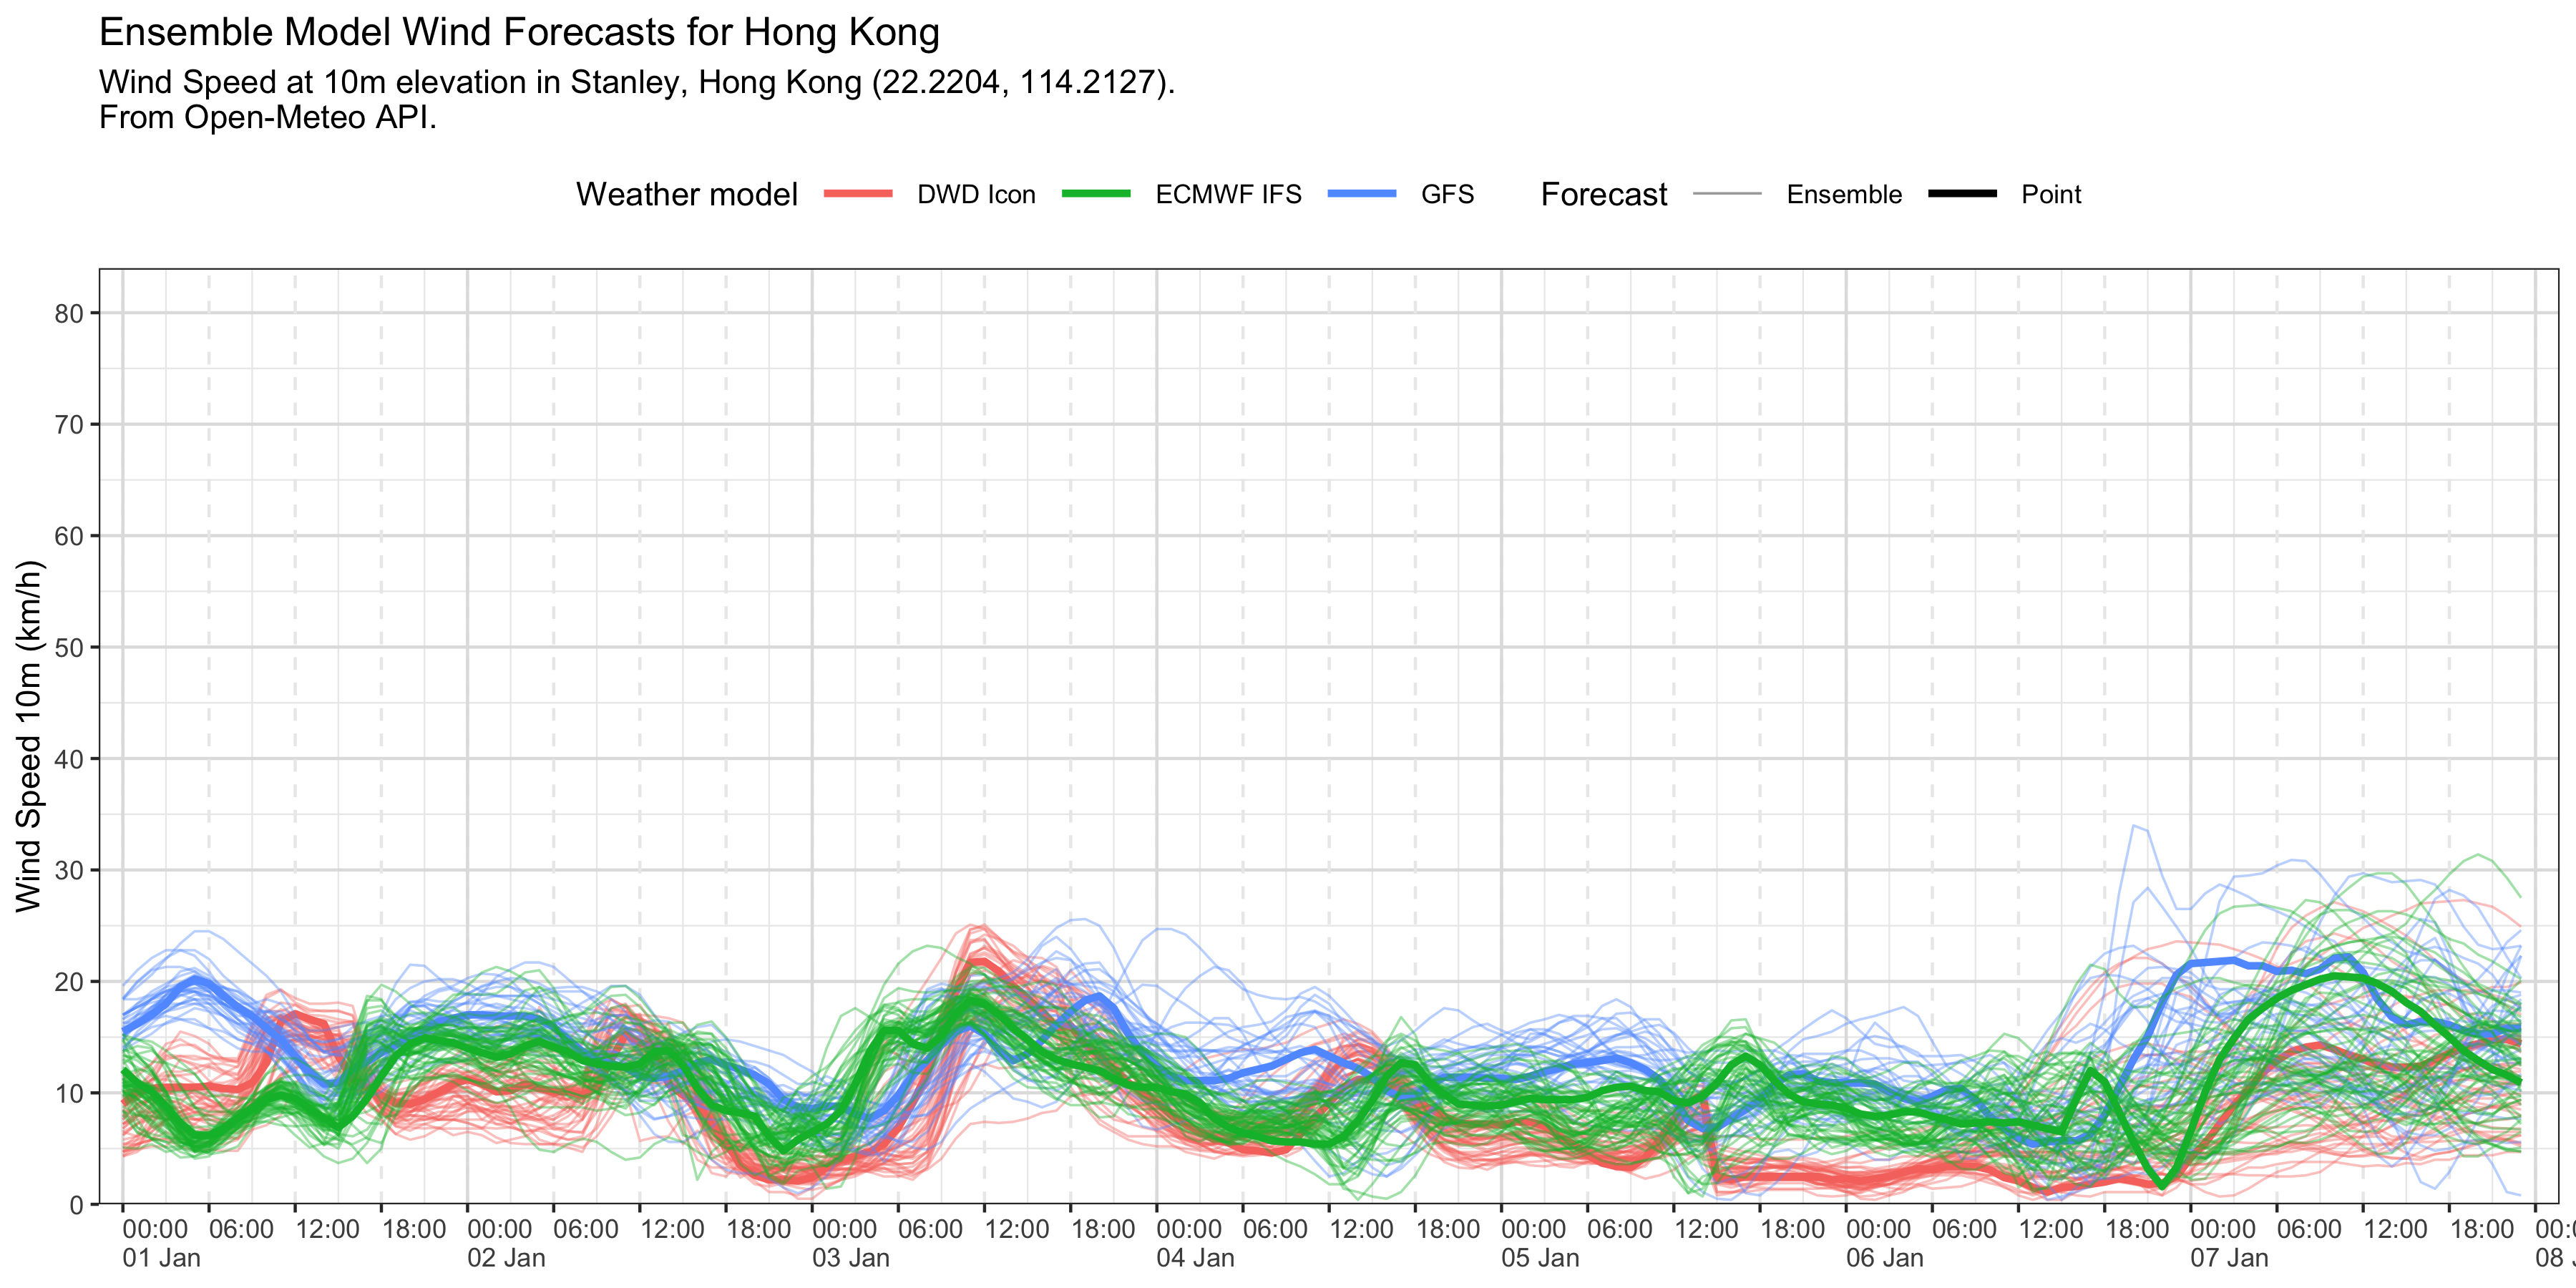 Ensemble Model Wind Forecasts for Hong Kong
Wind Speed at 10m elevation in Stanley, Hong Kong (22.2204, 114.2127).
From Open-Meteo API.
Weather model DWD Icon ECMWF IFS GFS Forecast Ensemble Point
Wind Speed 10m (km/h)
80
70
60
50
40
30
20
10
0
00:00 06:00 12:00 18:00 00:00 06:00 12:00 18:00 00:00 06:00 12:00 18:00 00:00 06:00 12:00 18:00 00:00 06:00 12:00 18:00 00:00 06:00 12:00 18:00 00:00 06:00 12:00 18:00 00:0
01 Jan 02 Jan 03 Jan 04 Jan 05 Jan 06 Jan 07 Jan 08 J